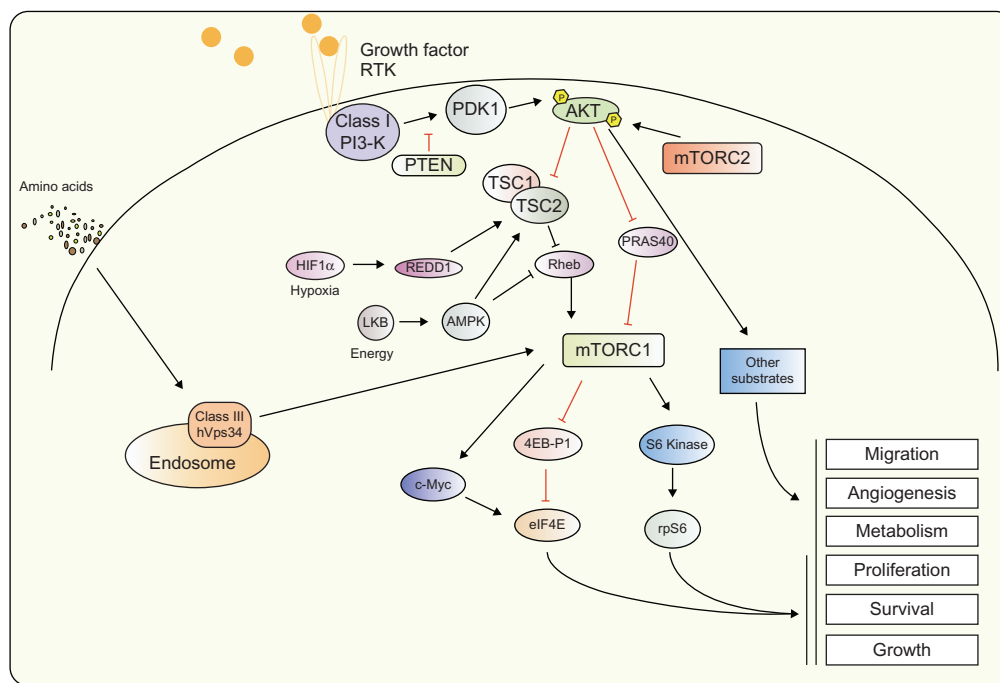 Growth factor
RTK
Class I
PI3-K
PDK1
P
AKT
P
PTEN
mTORC2
TSC1
TSC2
Amino acids
PRAS40
HIF1α
REDD1
Rheb
Hypoxia
LKB
AMPK
Energy
mTORC1
Other
substrates
Class III
hVps34
Endosome
4EB-P1
S6 Kinase
c-Myc
eIF4E
rpS6
Migration
Angiogenesis
Metabolism
Proliferation
Survival
Growth